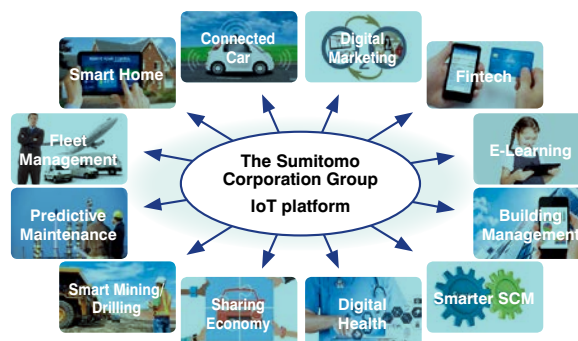 Connected
Car
Digital
Marketing
Smart Home
Fintech
Fleet
Management
E-Learning
The Sumitomo
Corporation Group
IoT platform
Predictive
Maintenance
Building
Management
Smart Mining/
Drilling
Sharing
Economy
Digital
Health
Smarter SCM